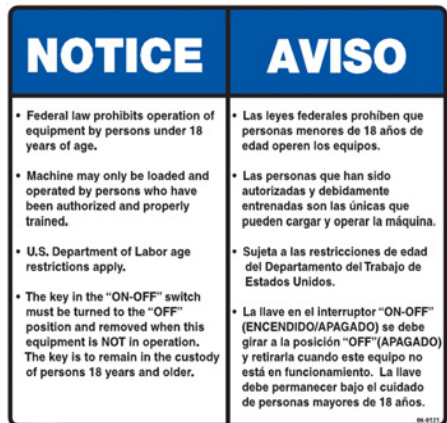 NOTICE
• Federal law prohibits operation of
equipment by persons under 18
years of age.
• Machine may only be loaded and
operated by persons who have
been authorized and properly
trained.
• U.S. Department of Labor age
restrictions apply.
• The key in the “ON-OFF” switch
must be turned to the “OFF”
position and removed when this
equipment is NOT in operation.
The key is to remain in the custody
of persons 18 years and older.
AVISO
• Las leyes federales prohíben que
personas menores de 18 años de
edad operen los equipos.
• Las personas que han sido
autorizadas y debidamente
entrenadas son las únicas que
pueden cargar y operar la máquina.
• Sujeta a las restricciones de edad
del Departamento del Trabajo de
Estados Unidos.
• La llave en el interruptor “ON-OFF”
(ENCENDIDO/APAGADO) se debe
girar a la posición “OFF”(APAGADO)
y retirarla cuando este equipo no
está en funcionamiento. La llave
debe permanecer bajo el cuidado
de personas mayores de 18 años.
06-0121